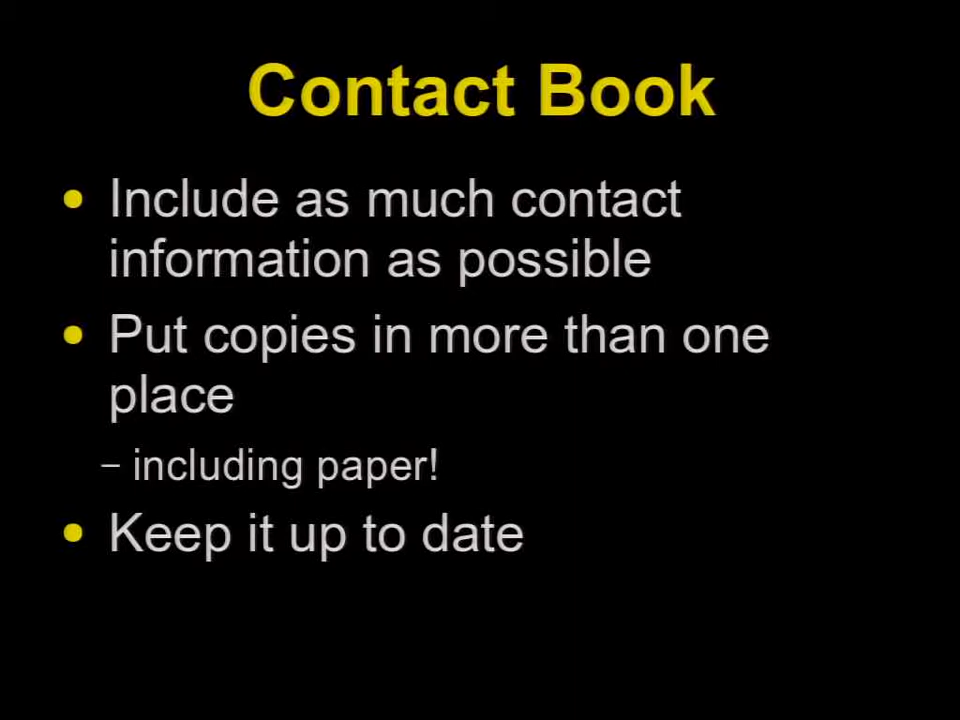 Contact Book
• Include as much contact
information as possible
• Put copies in more than one
place
– including paper!
• Keep it up to date